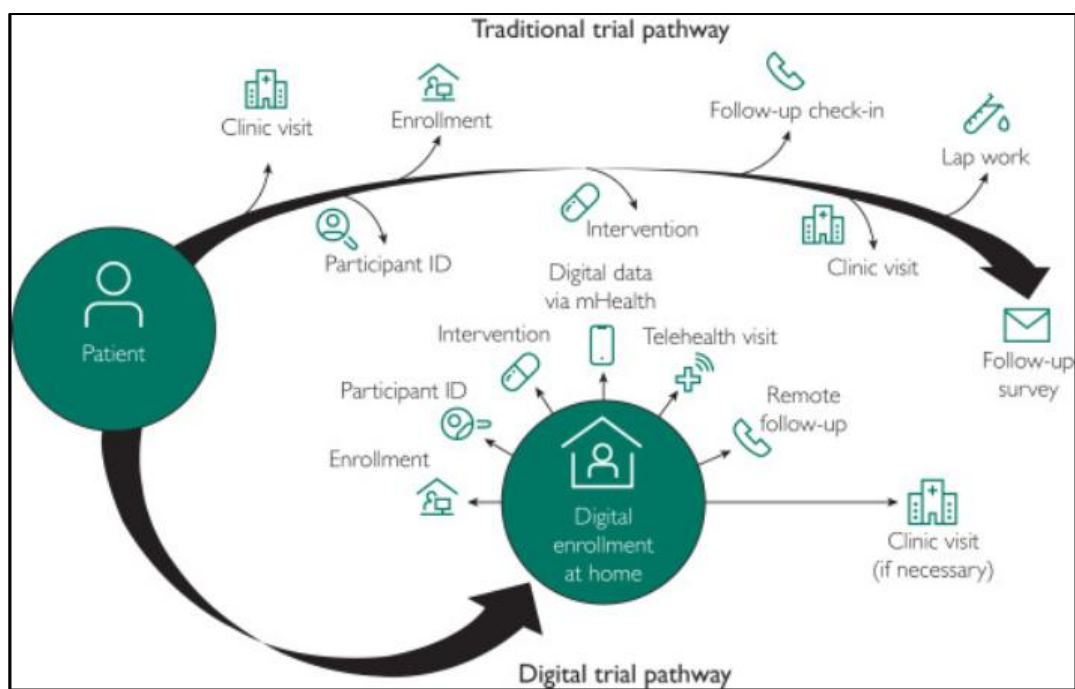 Traditional trial pathway
Clinic visit
Enrollment
Follow-up check-in
Lap work
Participant ID
Intervention
Clinic visit
Follow-up
survey
Patient
Digital data
via mHealth
Intervention
Telehealth visit
Participant ID
Remote
follow-up
Enrollment
Digital
enrollment
at home
Clinic visit
(if necessary)
Digital trial pathway